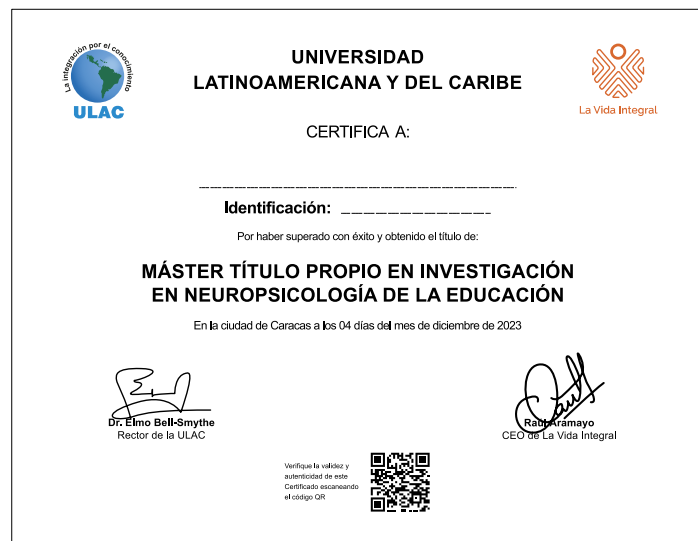 La integración por el conocimiento
ULAC
UNIVERSIDAD
LATINOAMERICANA Y DEL CARIBE
La Vida Integral
CERTIFICA A:
Identificación:
Por haber superado con éxito y obtenido el título de:
MÁSTER TÍTULO PROPIO EN INVESTIGACIÓN
EN NEUROPSICOLOGÍA DE LA EDUCACIÓN
En la ciudad de Caracas a los 04 días del mes de diciembre de 2023
Dr. Elmo Bell-Smythe
Rector de la ULAC
Raúl Aramayo
CEO de La Vida Integral
Verifique la validez y
autenticidad de este
Certificado escaneando
el código QR